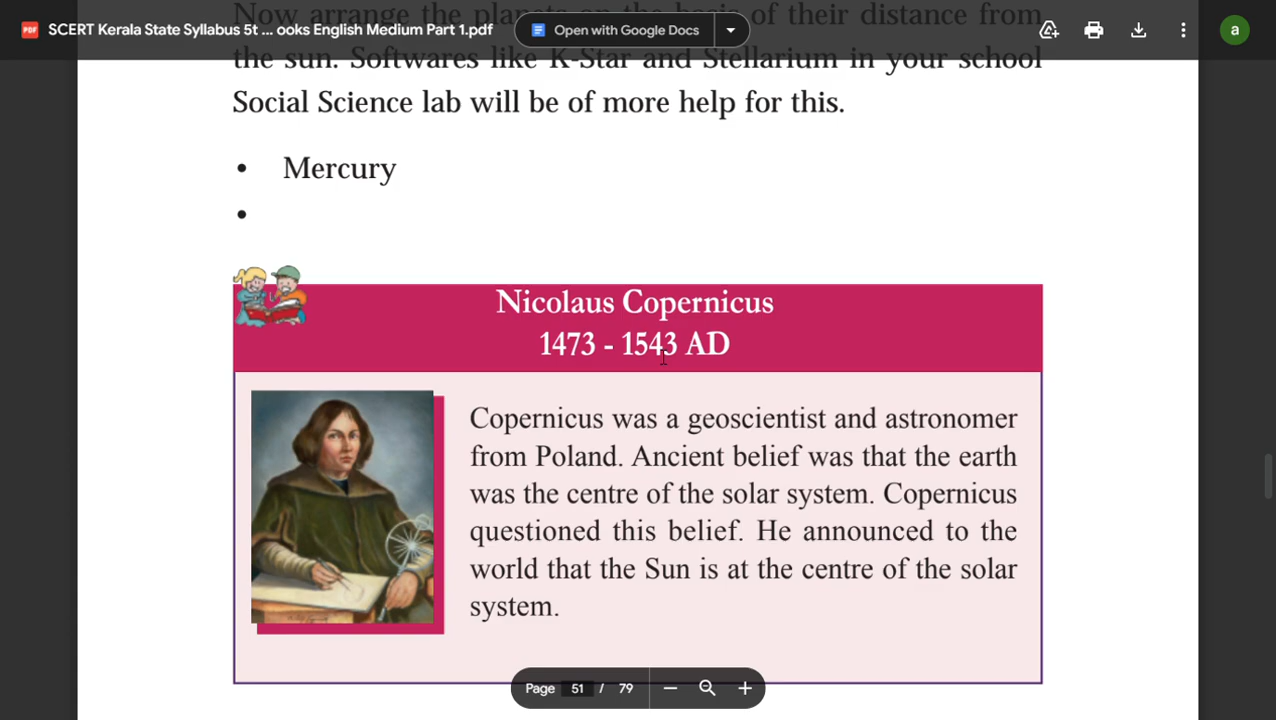 Now arrange the planets on the basis of their distance from
SCERT Kerala State Syllabus 5t ... ooks English Medium Part 1.pdf
Open with Google Docs
a
the sun. Softwares like K-Star and Stellarium in your school
Social Science lab will be of more help for this.
• Mercury
•
Nicolaus Copernicus
1473 - 1543 AD
Copernicus was a geoscientist and astronomer
from Poland. Ancient belief was that the earth
was the centre of the solar system. Copernicus
questioned this belief. He announced to the
world that the Sun is at the centre of the solar
system.
Page 51 / 79